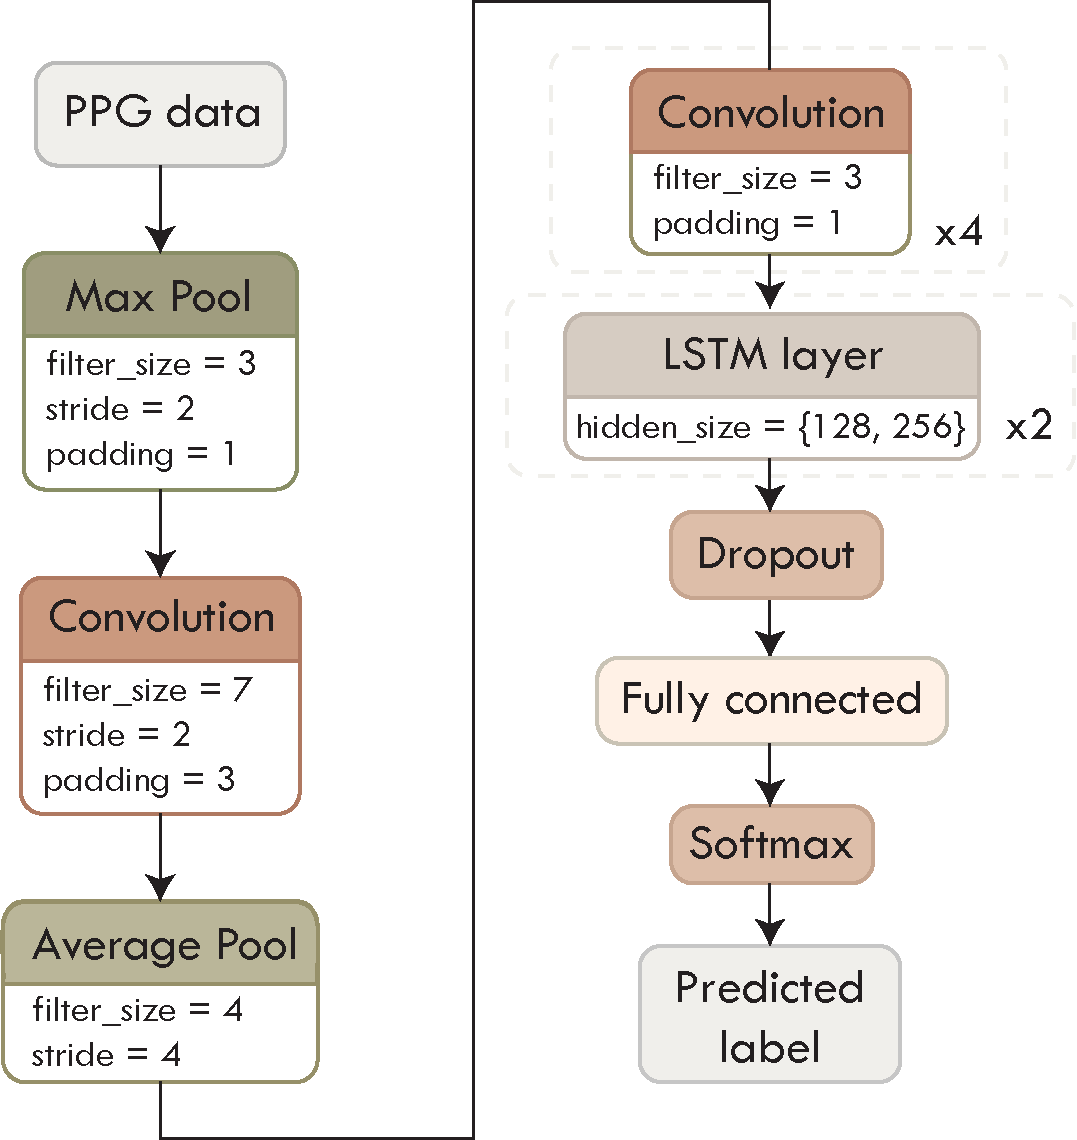 PPG data
Max Pool
filter_size = 3
stride = 2
padding = 1
Convolution
filter_size = 7
stride = 2
padding = 3
Average Pool
filter_size = 4
stride = 4
Convolution
filter_size = 3
padding = 1
x4
LSTM layer
hidden_size = {128, 256}
x2
Dropout
Fully connected
Softmax
Predicted
label